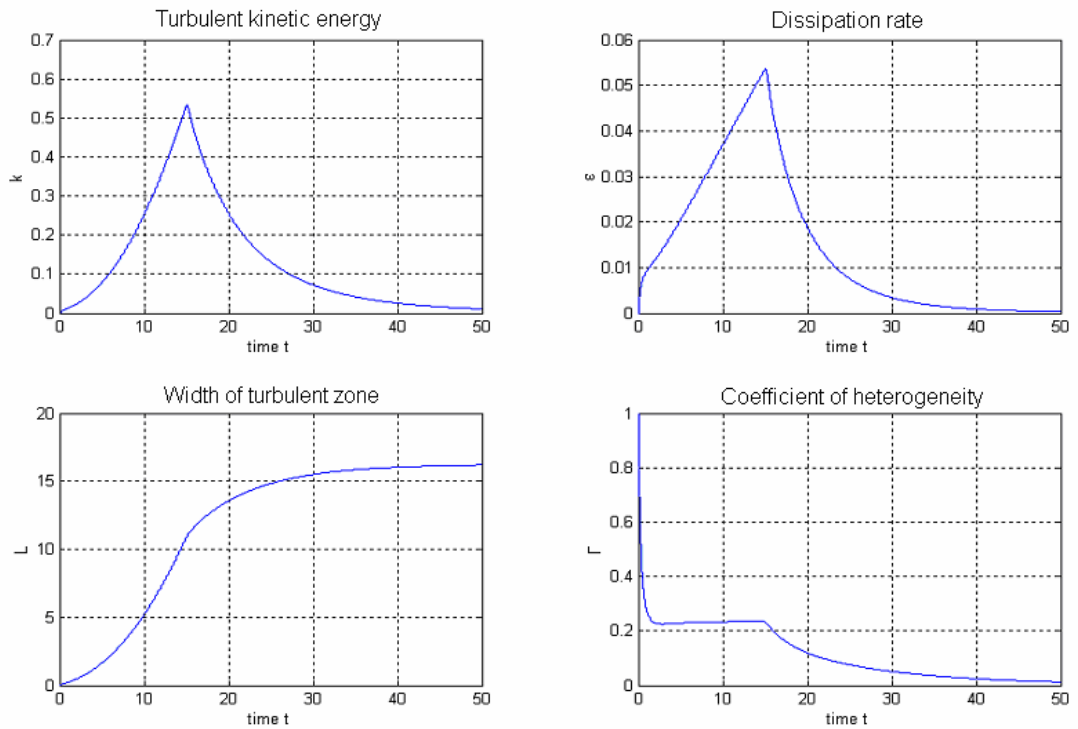 Turbulent kinetic energy
0.7
0.6
0.5
0.4
0.3
0.2
0.1
0
k
0 10 20 30 40 50
time t
Dissipation rate
0.06
0.05
0.04
0.03
0.02
0.01
0
ε
0 10 20 30 40 50
time t
Width of turbulent zone
20
15
10
5
0
L
0 10 20 30 40 50
time t
Coefficient of heterogeneity
1
0.8
0.6
0.4
0.2
0
Γ
0 10 20 30 40 50
time t